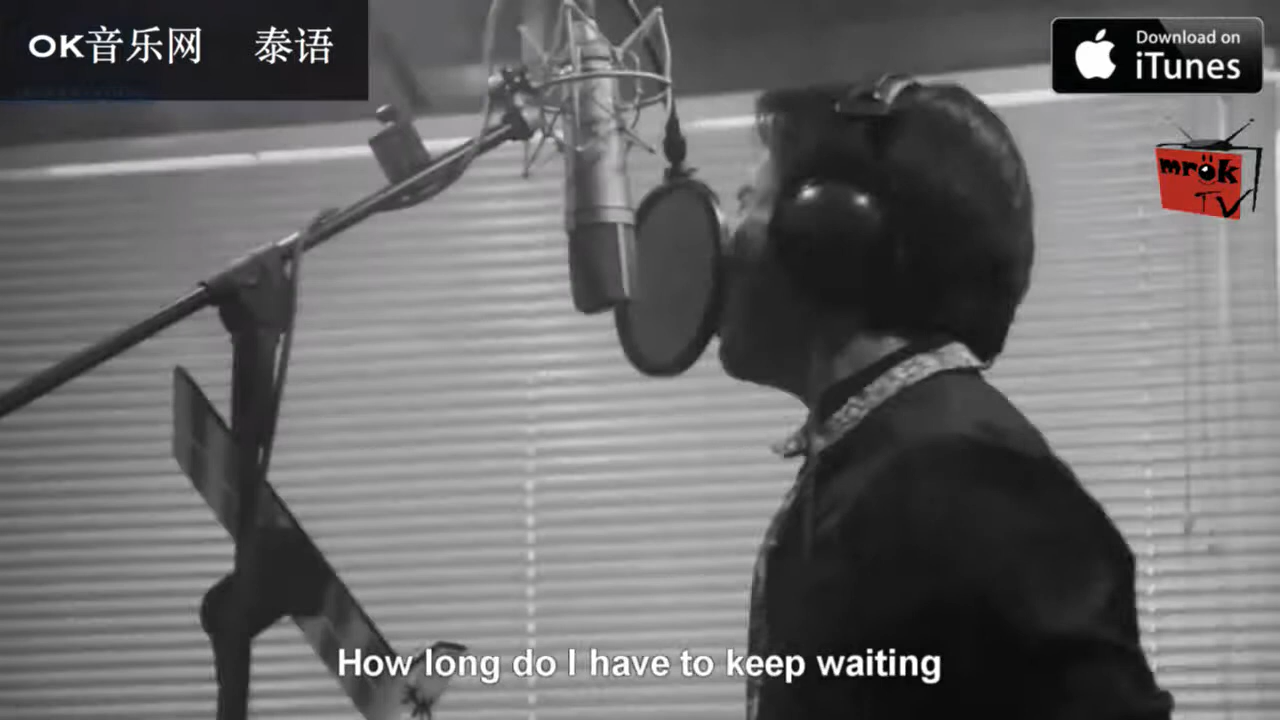 OK音乐网 泰语
Download on
iTunes
mrök
TV
How long do I have to keep waiting